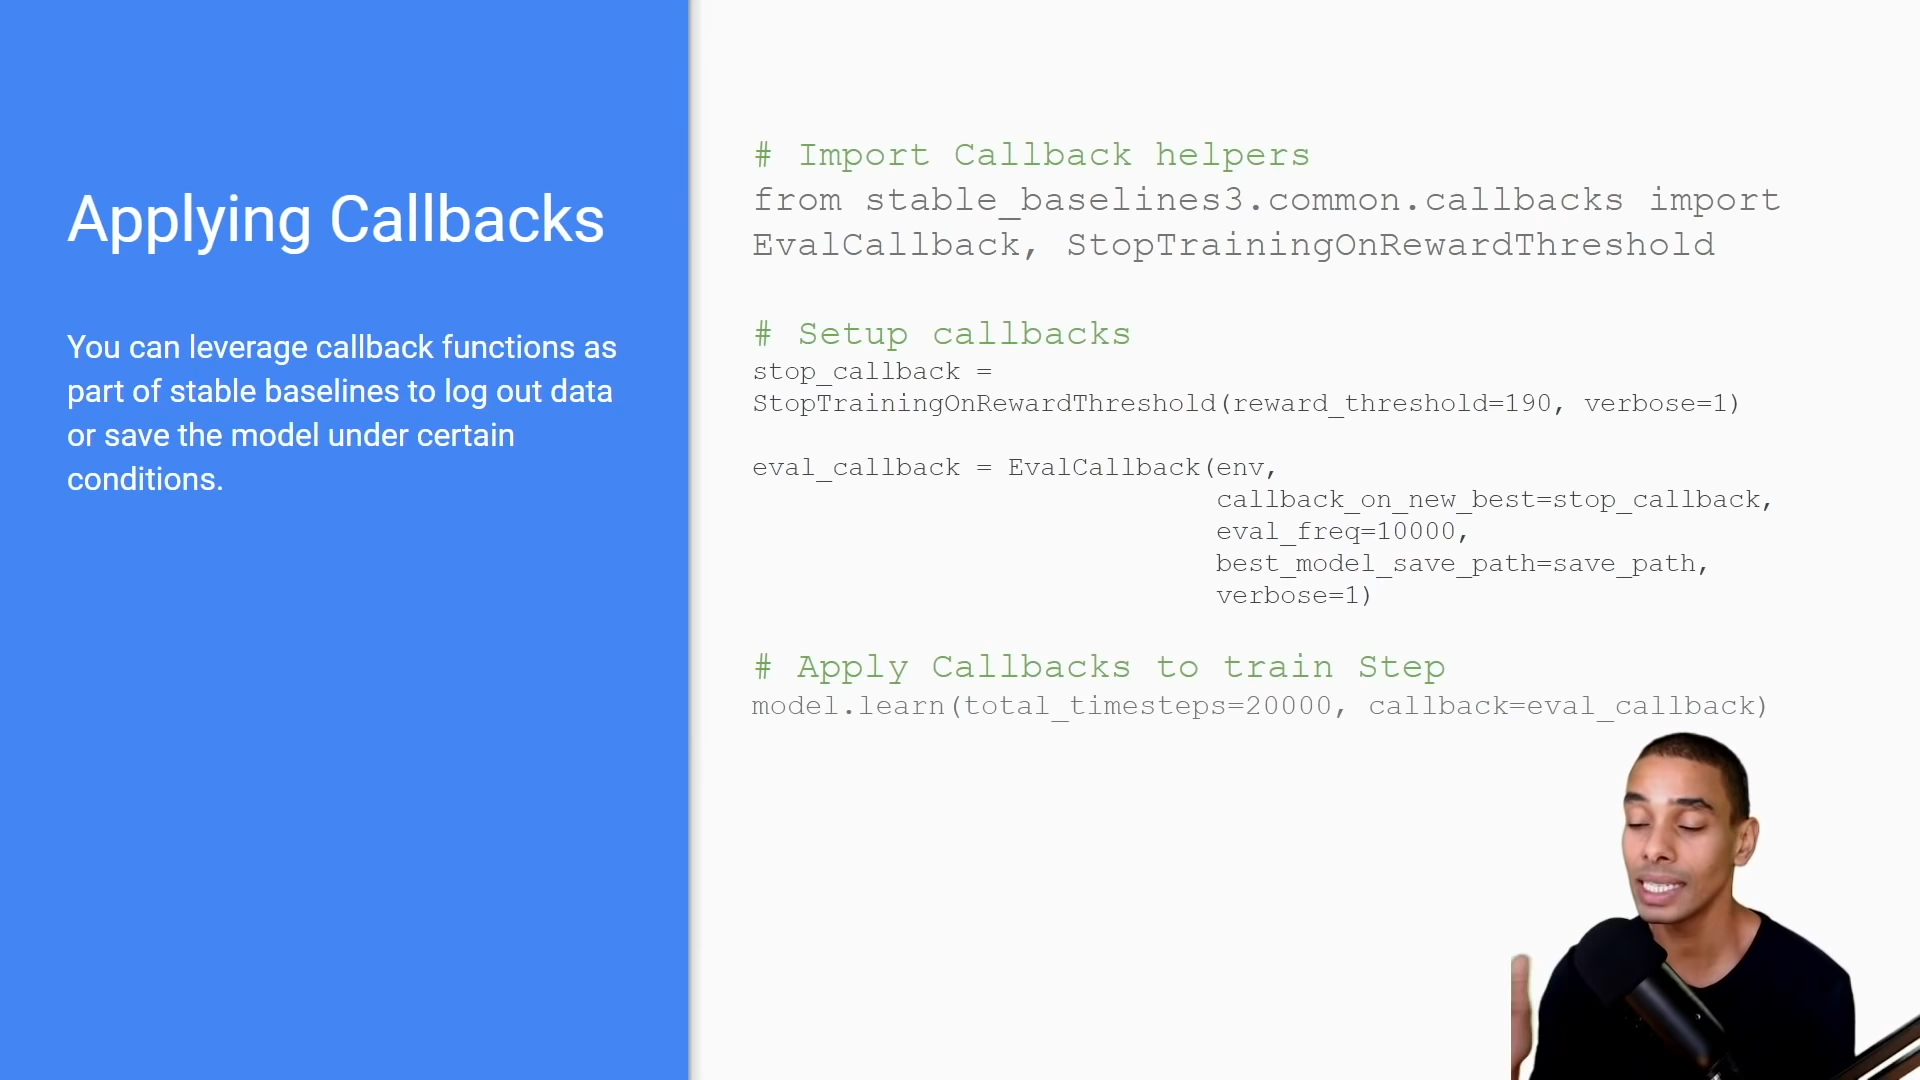 Applying Callbacks
You can leverage callback functions as
part of stable baselines to log out data
or save the model under certain
conditions.
# Import Callback helpers
from stable_baselines3.common.callbacks import
EvalCallback, StopTrainingOnRewardThreshold
# Setup callbacks
stop_callback =
StopTrainingOnRewardThreshold(reward_threshold=190, verbose=1)
eval_callback = EvalCallback(env,
callback_on_new_best=stop_callback,
eval_freq=10000,
best_model_save_path=save_path,
verbose=1)
# Apply Callbacks to train Step
model.learn(total_timesteps=20000, callback=eval_callback)